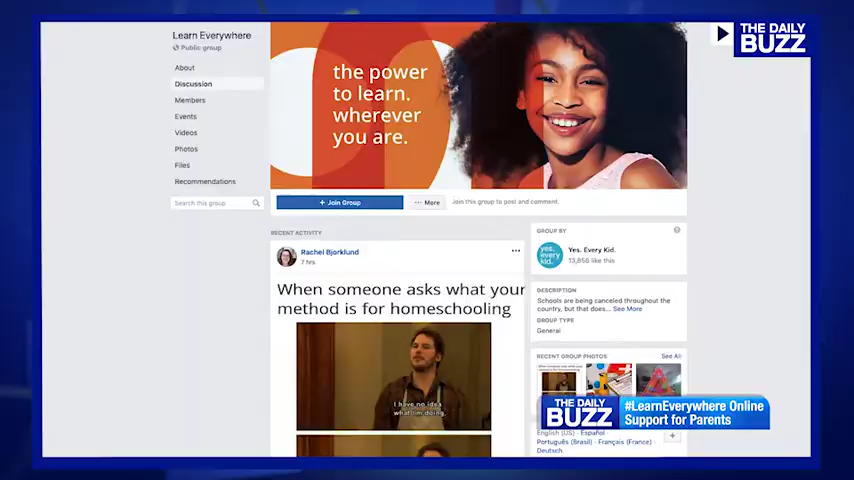 THE DAILY
BUZZ
Learn Everywhere
Public group
About
Discussion
Members
Events
Videos
Photos
Files
Recommendations
Search this group
the power
to learn.
wherever
you are.
+ Join Group
··· More
Join this group to post and comment.
RECENT ACTIVITY
Rachel Bjorklund
7 hrs
···
When someone asks what your
method is for homeschooling
I have no idea
what I'm doing.
GROUP BY
yes.
every
kid.
Yes. Every Kid.
13,856 like this
DESCRIPTION
Schools are being canceled throughout the
country, but that does... See More
GROUP TYPE
General
RECENT GROUP PHOTOS
See All
THE DAILY
BUZZ
#LearnEverywhere Online
Support for Parents
English (US) · Español
Português (Brasil) · Français (France) ·
Deutsch
+